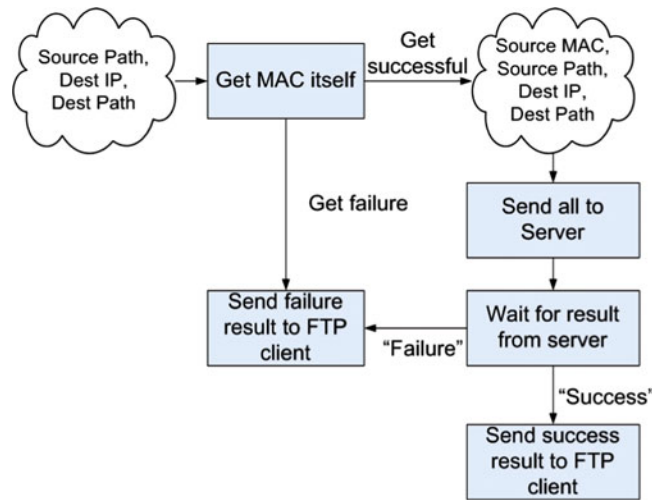 Source Path,
Dest IP,
Dest Path
Get MAC itself
Get
successful
Source MAC,
Source Path,
Dest IP,
Dest Path
Get failure
Send all to
Server
Send failure
result to FTP
client
"Failure"
Wait for result
from server
"Success"
Send success
result to FTP
client